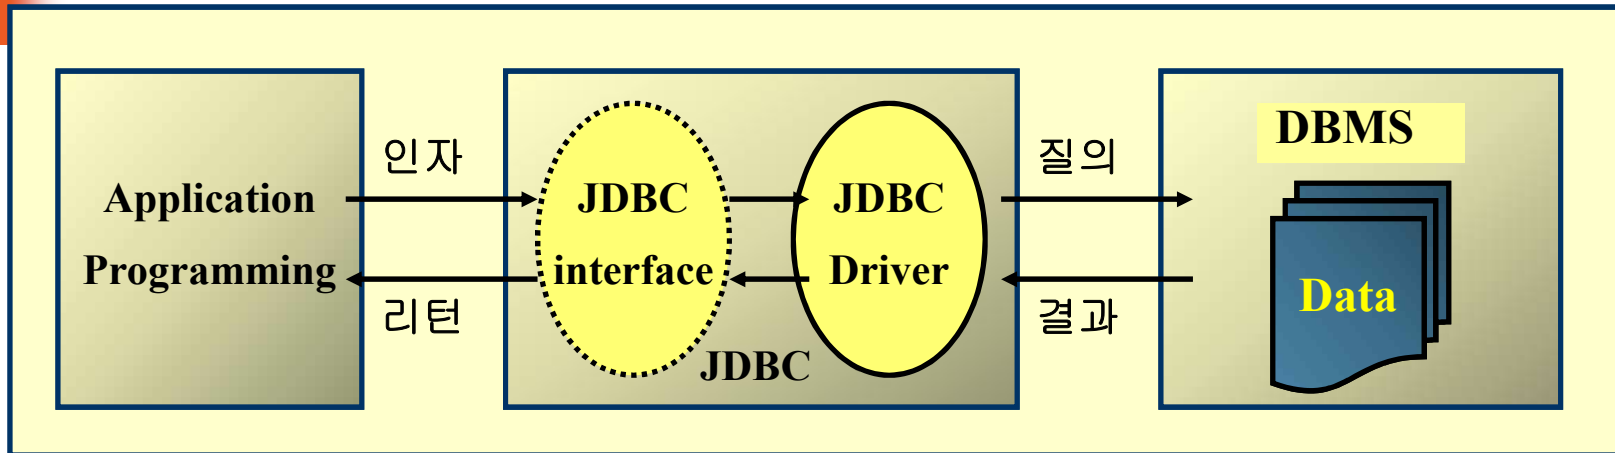 Application
Programming
인자
리턴
JDBC
interface
JDBC
Driver
JDBC
질의
결과
DBMS
Data